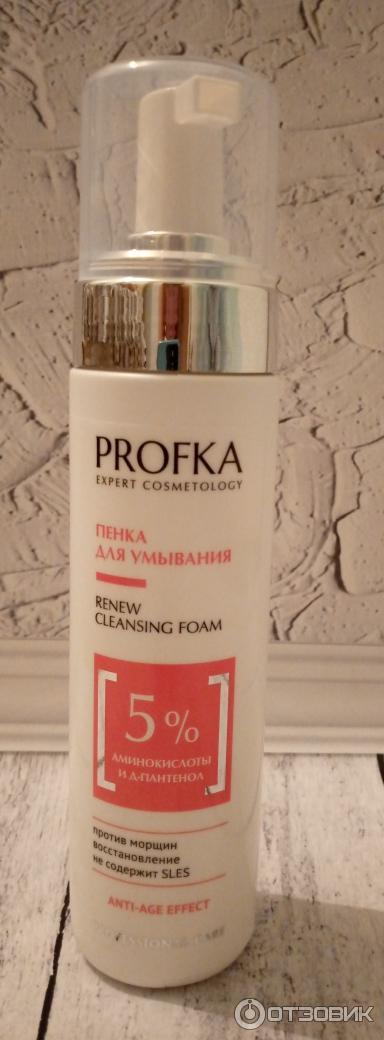 PROFKA
EXPERT COSMETOLOGY
ПЕНКА
ДЛЯ УМЫВАНИЯ
RENEW
CLEANSING FOAM
5%
АМИНОКИСЛОТЫ
И Д-ПАНТЕНОЛ
против морщин
восстановление
не содержит SLES
ANTI-AGE EFFECT
CARE
ОТЗОВИК